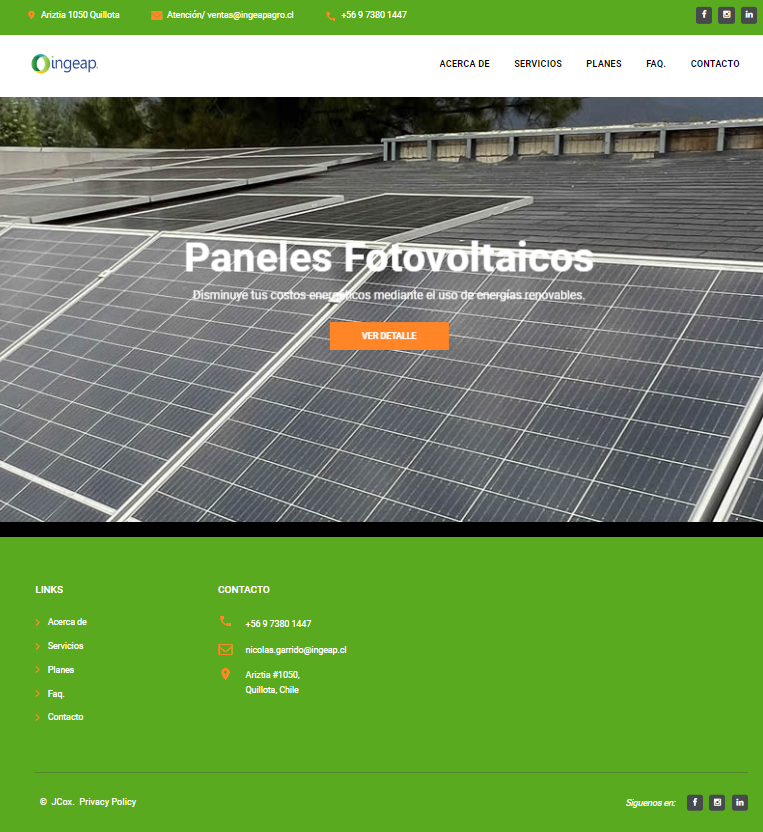 Ariztia 1050 Quillota
Atención/ ventas@ingeapagro.cl
+56 9 7380 1447
ingeap.
ACERCA DE
SERVICIOS
PLANES
FAQ.
CONTACTO
Paneles Fotovoltaicos
Disminuye tus costos energéticos mediante el uso de energías renovables.
VER DETALLE
LINKS
Acerca de
Servicios
Planes
Faq.
Contacto
CONTACTO
+56 9 7380 1447
nicolas.garrido@ingeap.cl
Ariztia #1050,
Quillota, Chile
© JCox. Privacy Policy
Siguenos en: